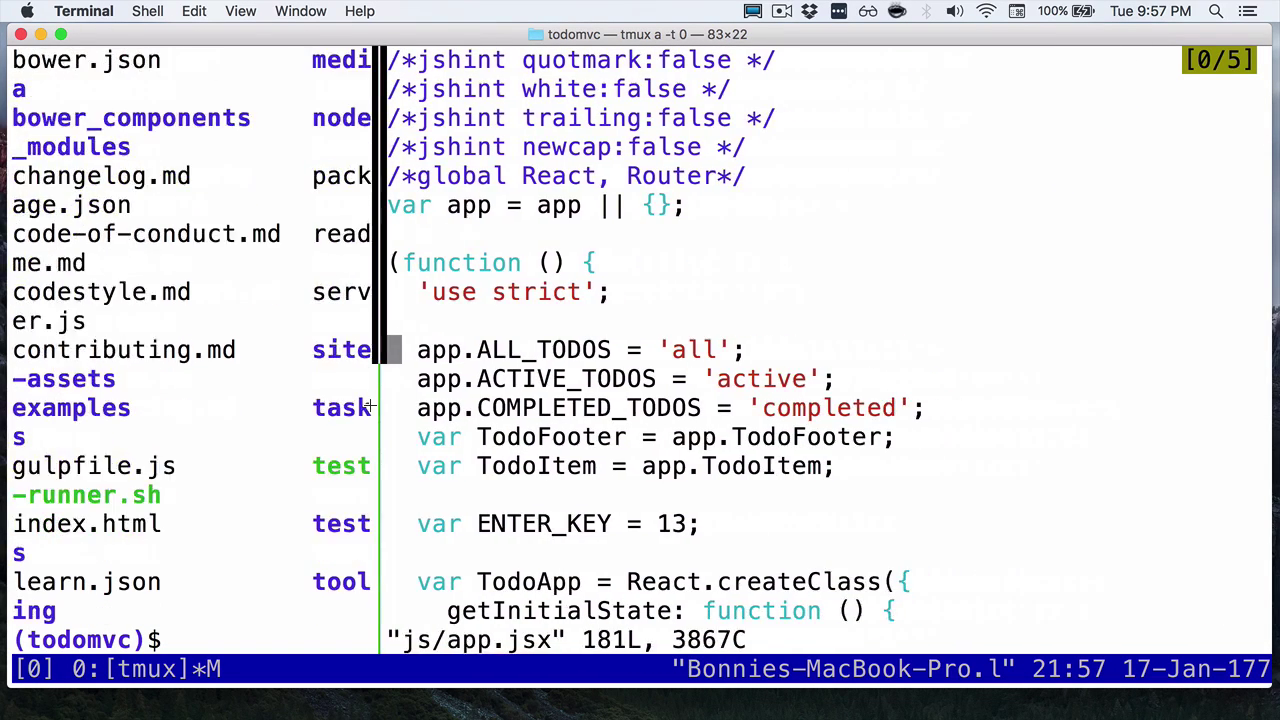 Terminal Shell Edit View Window Help 100% Tue 9:57 PM
todomvc — tmux a -t 0 — 83×22
bower.json medi
a
bower_components node
_modules
changelog.md pack
age.json
code-of-conduct.md read
me.md
codestyle.md serv
er.js
contributing.md site
-assets
examples task
s
gulpfile.js test
-runner.sh
index.html test
s
learn.json tool
ing
(todomvc)$
/*jshint quotmark:false */ [0/5]
/*jshint white:false */
/*jshint trailing:false */
/*jshint newcap:false */
/*global React, Router*/
var app = app || {};
(function () {
'use strict';
app.ALL_TODOS = 'all';
app.ACTIVE_TODOS = 'active';
app.COMPLETED_TODOS = 'completed';
var TodoFooter = app.TodoFooter;
var TodoItem = app.TodoItem;
var ENTER_KEY = 13;
var TodoApp = React.createClass({
getInitialState: function () {
"js/app.jsx" 181L, 3867C
[0] 0:[tmux]*M "Bonnies-MacBook-Pro.l" 21:57 17-Jan-177